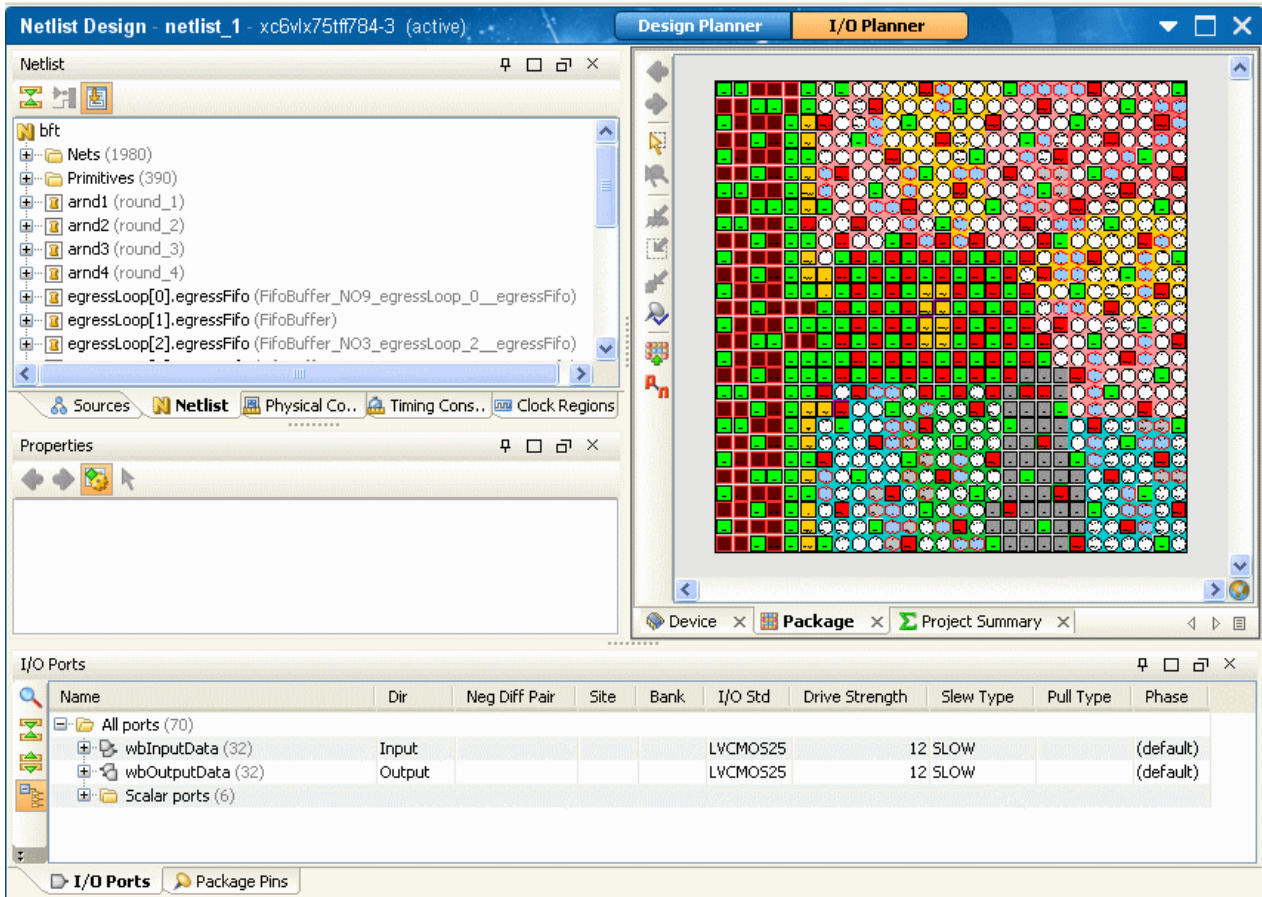 Netlist Design - netlist_1 - xc6vlx75tff784-3 (active)
Design Planner
I/O Planner
Netlist
bft
Nets (1980)
Primitives (390)
arnd1 (round_1)
arnd2 (round_2)
arnd3 (round_3)
arnd4 (round_4)
egressLoop[0].egressFifo (FifoBuffer_NO9_egressLoop_0__egressFifo)
egressLoop[1].egressFifo (FifoBuffer)
egressLoop[2].egressFifo (FifoBuffer_NO3_egressLoop_2__egressFifo)
Sources Netlist Physical Co.. Timing Cons.. Clock Regions
Properties
Device Package Project Summary
I/O Ports
Name Dir Neg Diff Pair Site Bank I/O Std Drive Strength Slew Type Pull Type Phase
All ports (70)
wbInputData (32) Input LVCMOS25 12 SLOW (default)
wbOutputData (32) Output LVCMOS25 12 SLOW (default)
Scalar ports (6)
I/O Ports Package Pins